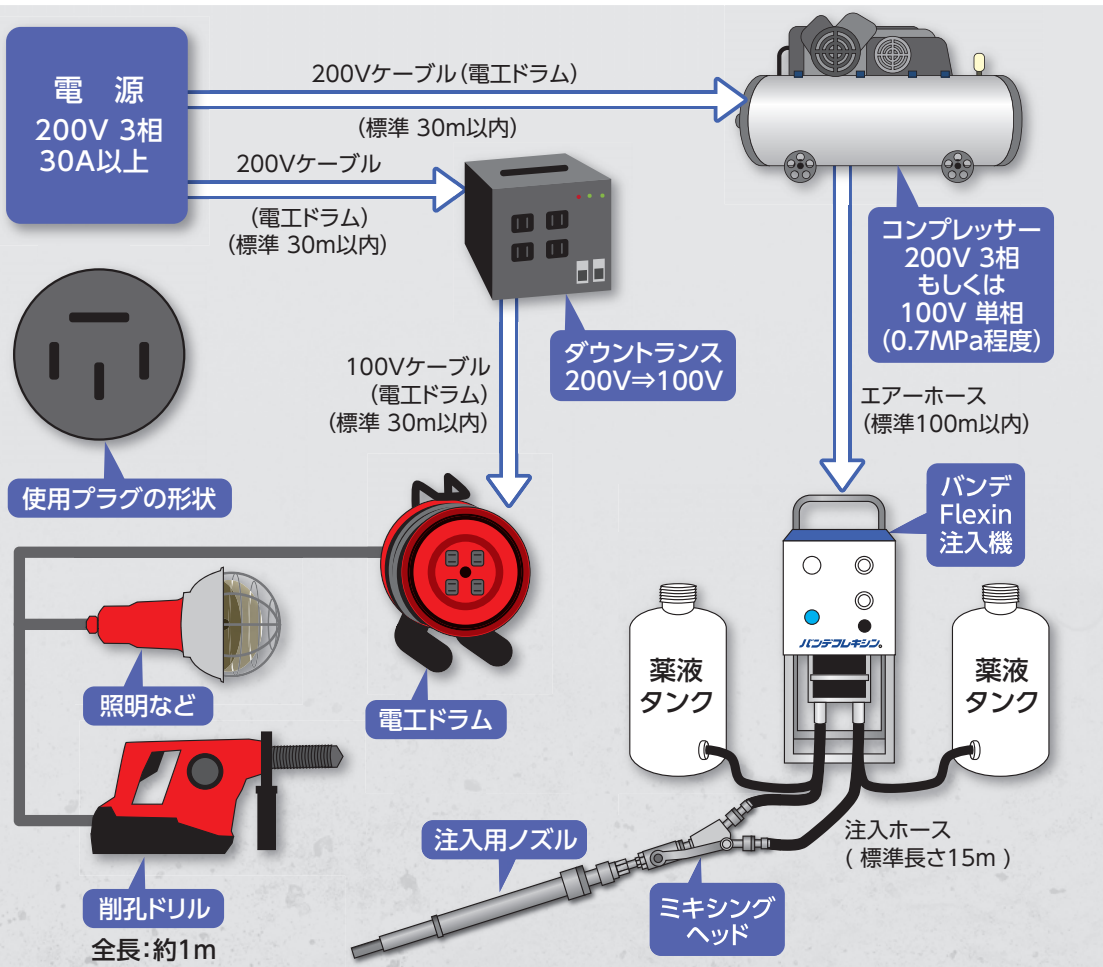 電 源
200V 3相
30A以上
200Vケーブル（電工ドラム）
（標準 30m以内）
200Vケーブル
（電工ドラム）
（標準 30m以内）
コンプレッサー
200V 3相
もしくは
100V 単相
（0.7MPa程度）
ダウントランス
200V⇒100V
100Vケーブル
（電工ドラム）
（標準 30m以内）
エアーホース
（標準100m以内）
使用プラグの形状
バンデ
Flexin
注入機
バンデフレキシン。
薬液
タンク
薬液
タンク
照明など
電工ドラム
注入ホース
（ 標準長さ15m ）
注入用ノズル
ミキシング
ヘッド
削孔ドリル
全長：約1m